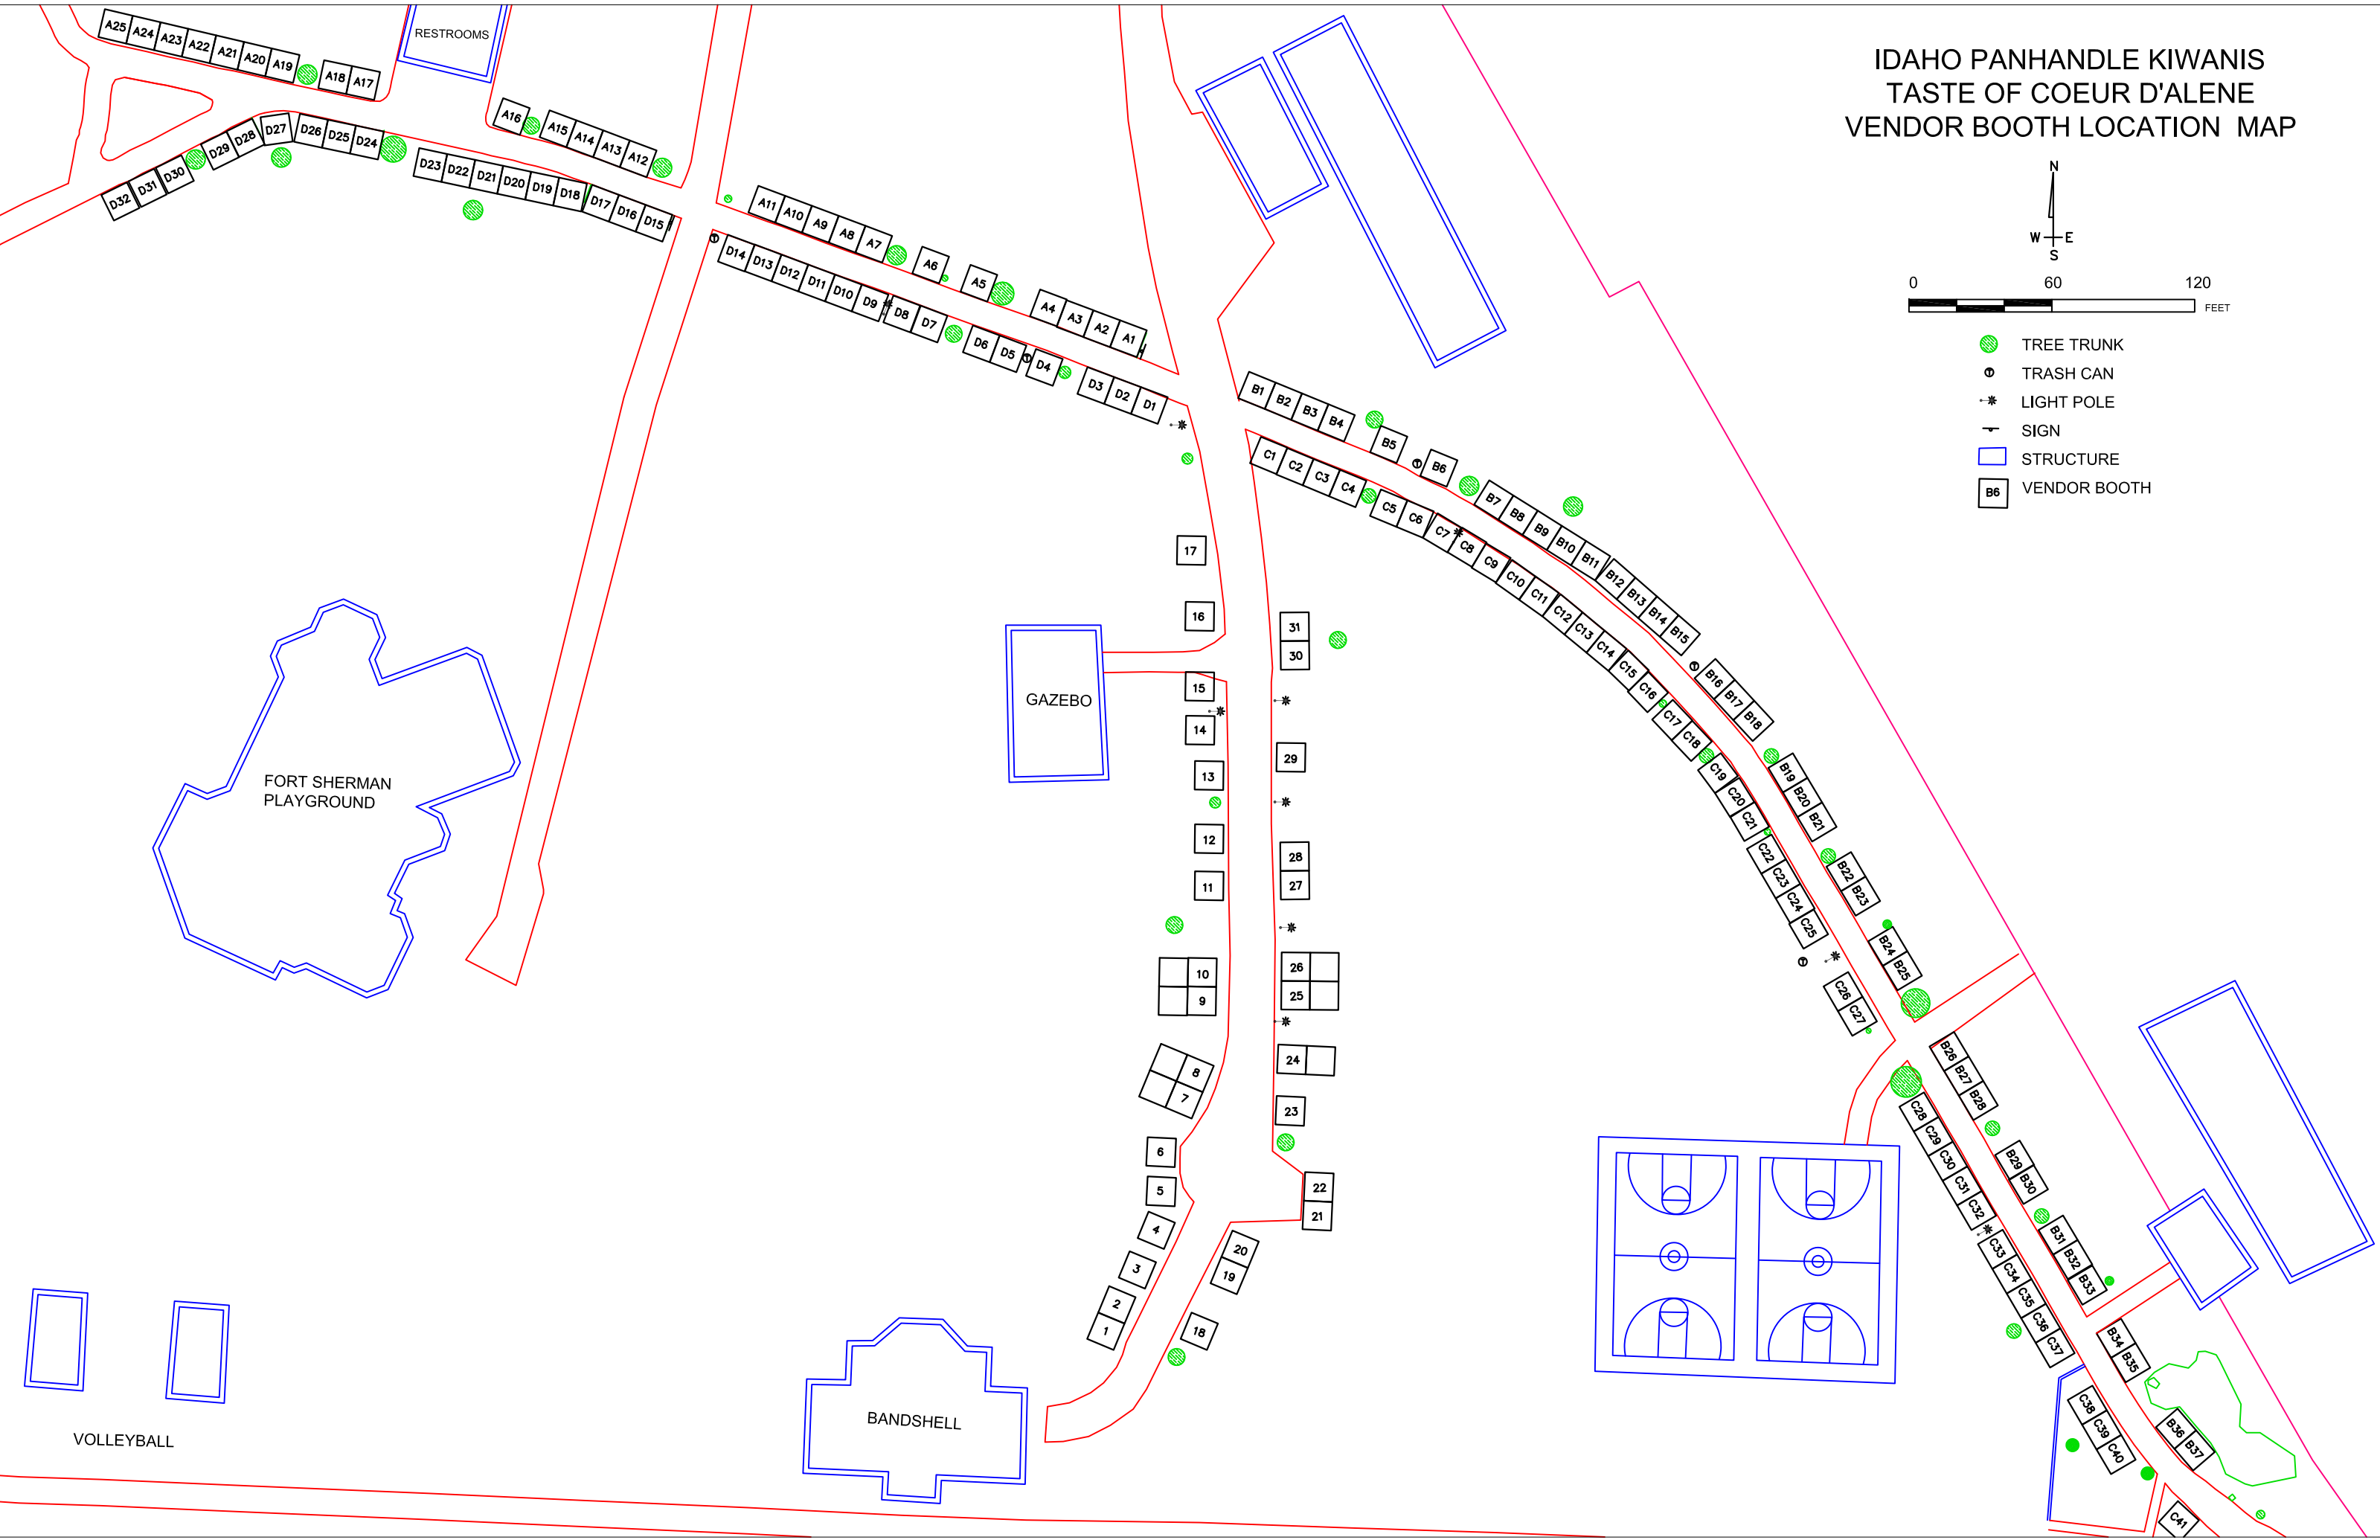 IDAHO PANHANDLE KIWANIS
TASTE OF COEUR D'ALENE
VENDOR BOOTH LOCATION MAP
N
W E
S
0 60 120
FEET
TREE TRUNK
TRASH CAN
LIGHT POLE
SIGN
STRUCTURE
B6 VENDOR BOOTH
RESTROOMS
A25 A24 A23 A22 A21 A20 A19 A18 A17
A16 A15 A14 A13 A12
A11 A10 A9 A8 A7 A6 A5 A4 A3 A2 A1
D32 D31 D30 D29 D28 D27 D26 D25 D24
D23 D22 D21 D20 D19 D18 D17 D16 D15
D14 D13 D12 D11 D10 D9 D8 D7 D6 D5 D4 D3 D2 D1
B1 B2 B3 B4 B5 B6 B7 B8 B9 B10 B11 B12 B13 B14 B15
B16 B17 B18 B19 B20 B21 B22 B23 B24 B25
B26 B27 B28 B29 B30 B31 B32 B33 B34 B35 B36 B37
C1 C2 C3 C4 C5 C6 C7 C8 C9 C10 C11 C12 C13 C14 C15 C16
C17 C18 C19 C20 C21 C22 C23 C24 C25 C26 C27
C28 C29 C30 C31 C32 C33 C34 C35 C36 C37 C38 C39 C40 C41
17
16
15
14
13
12
11
10
9
8
7
6
5
4
3
2
1
31
30
29
28
27
26
25
24
23
22
21
20
19
18
GAZEBO
FORT SHERMAN
PLAYGROUND
BANDSHELL
VOLLEYBALL